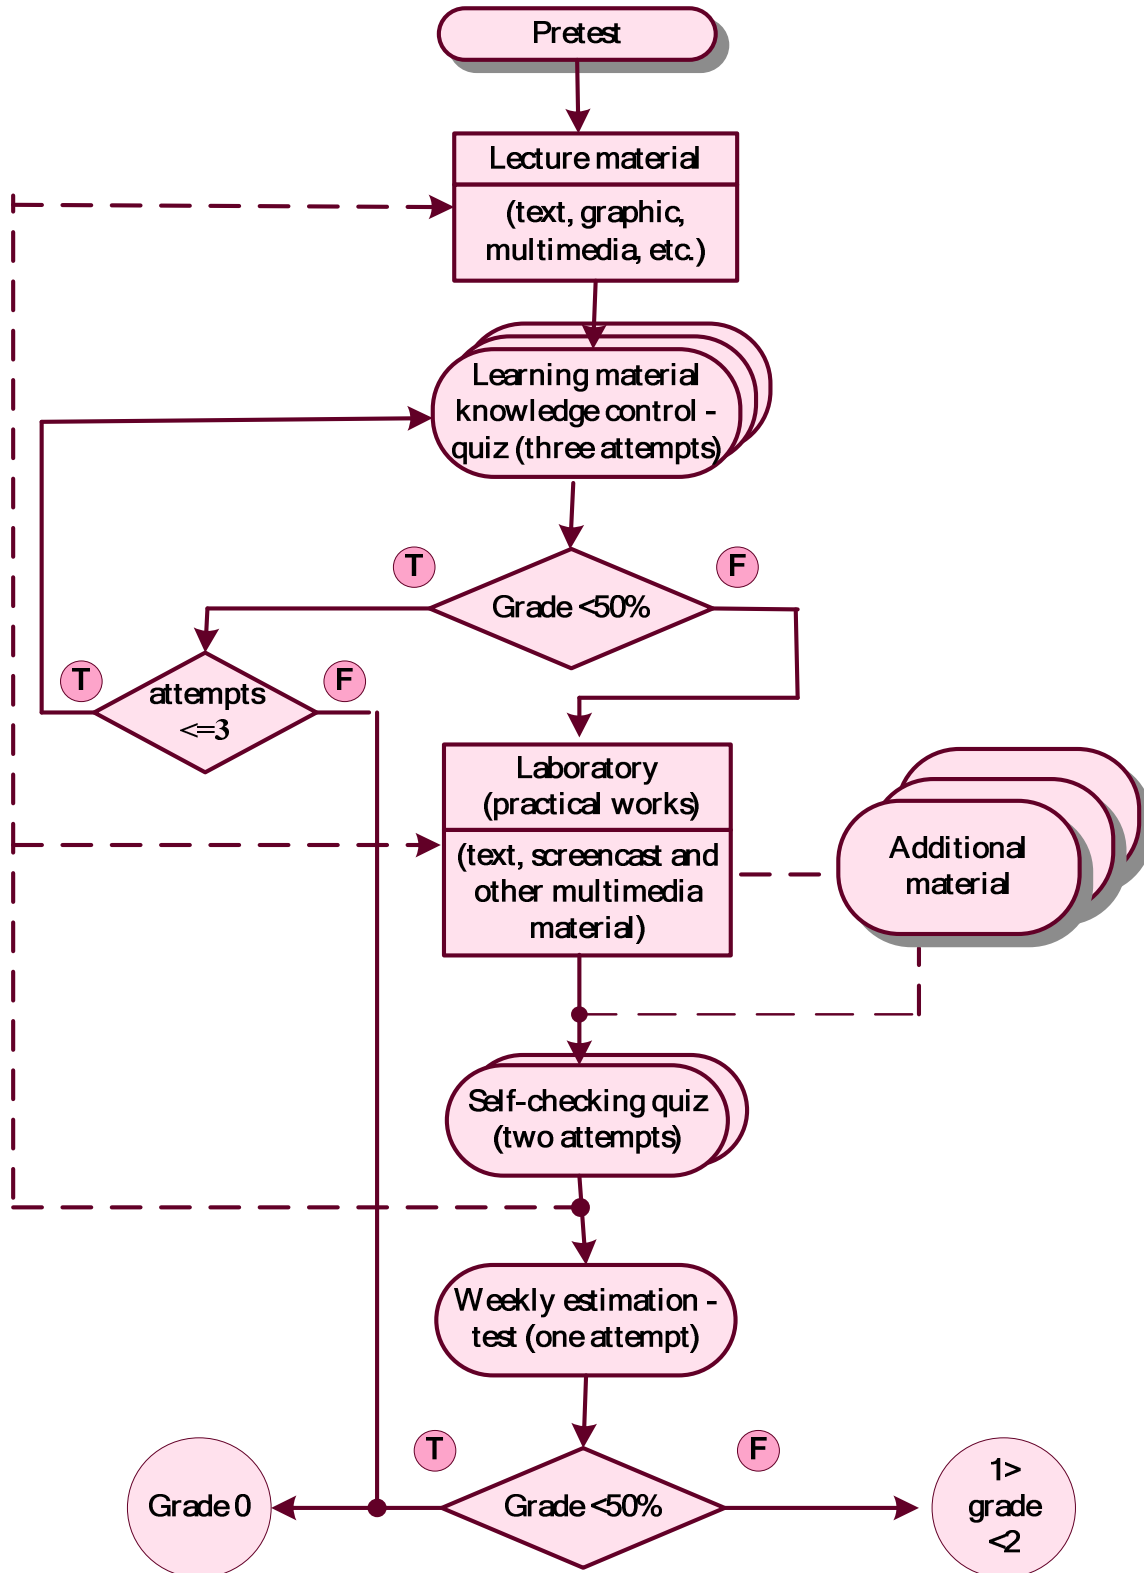 Pretest
Lecture material
(text, graphic,
multimedia, etc.)
Learning material
knowledge control -
quiz (three attempts)
T
F
Grade <50%
T
F
attempts
<=3
Laboratory
(practical works)
(text, screencast and
other multimedia
material)
Additional
material
Self-checking quiz
(two attempts)
Weekly estimation -
test (one attempt)
T
F
Grade 0
Grade <50%
1>
grade
<2